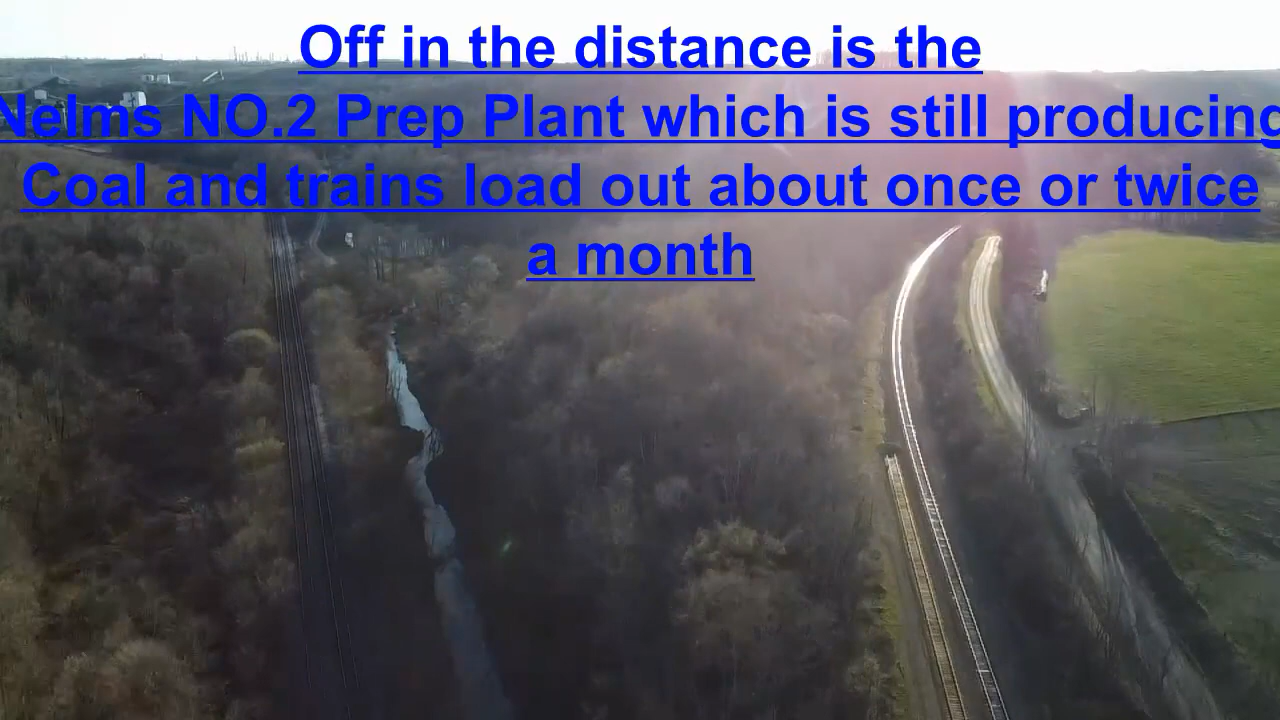 Off in the distance is the
Nelms NO.2 Prep Plant which is still producing
Coal and trains load out about once or twice
a month